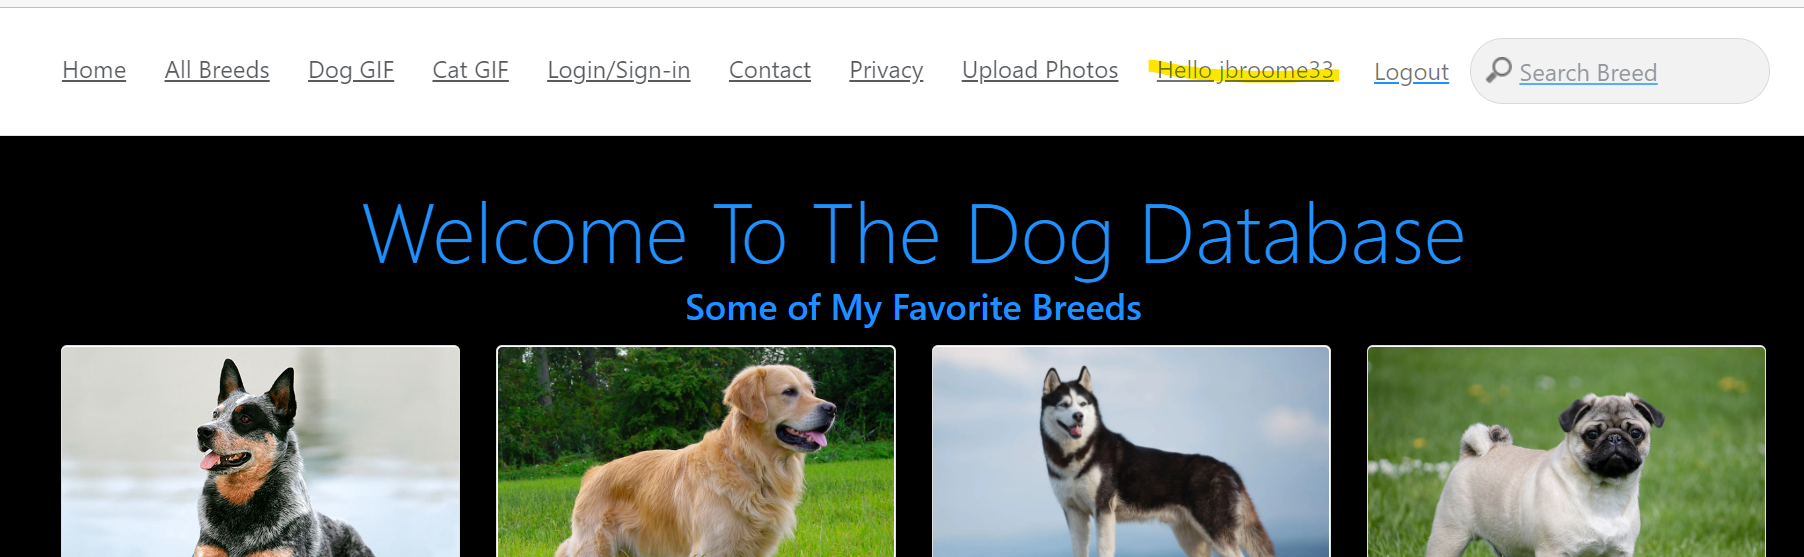 Home All Breeds Dog GIF Cat GIF Login/Sign-in Contact Privacy Upload Photos Hello jbroome33 Logout Search Breed
Welcome To The Dog Database
Some of My Favorite Breeds